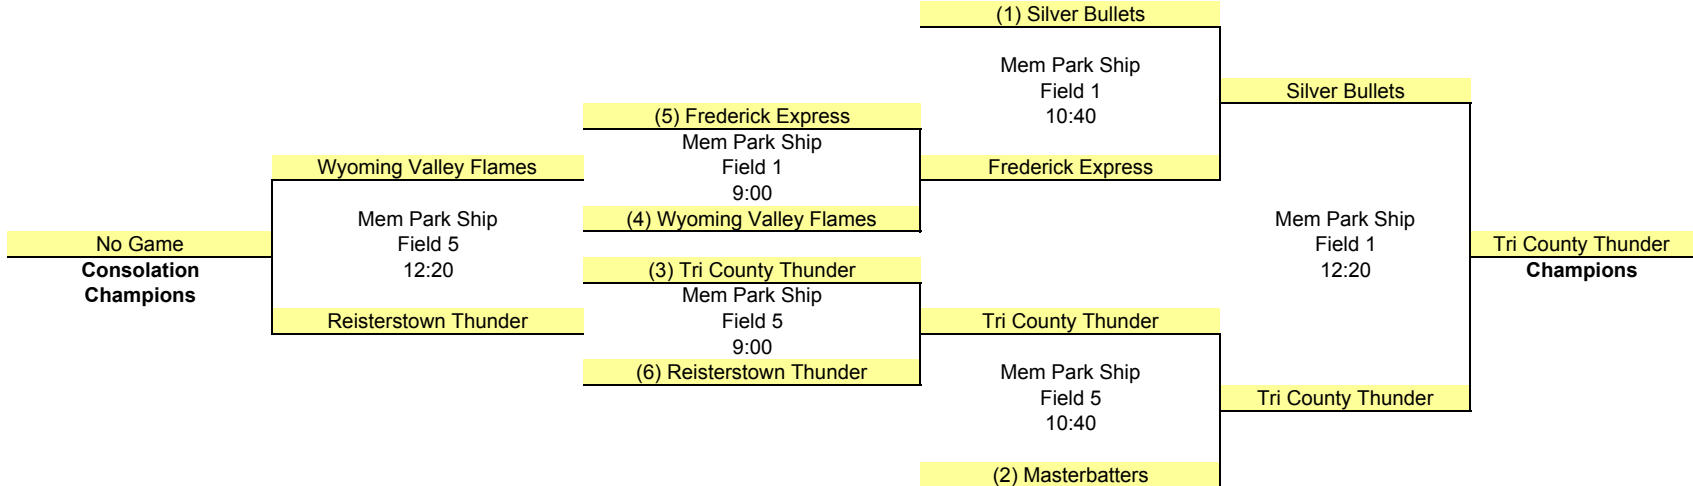 (1) Silver Bullets
Mem Park Ship
Field 1
10:40
Silver Bullets
(5) Frederick Express
Mem Park Ship
Field 1
9:00
Wyoming Valley Flames
Frederick Express
(4) Wyoming Valley Flames
Mem Park Ship
Field 5
12:20
No Game
Consolation
Champions
Mem Park Ship
Field 1
12:20
Tri County Thunder
Champions
(3) Tri County Thunder
Mem Park Ship
Field 5
9:00
Reisterstown Thunder
Tri County Thunder
(6) Reisterstown Thunder
Mem Park Ship
Field 5
10:40
Tri County Thunder
(2) Masterbatters